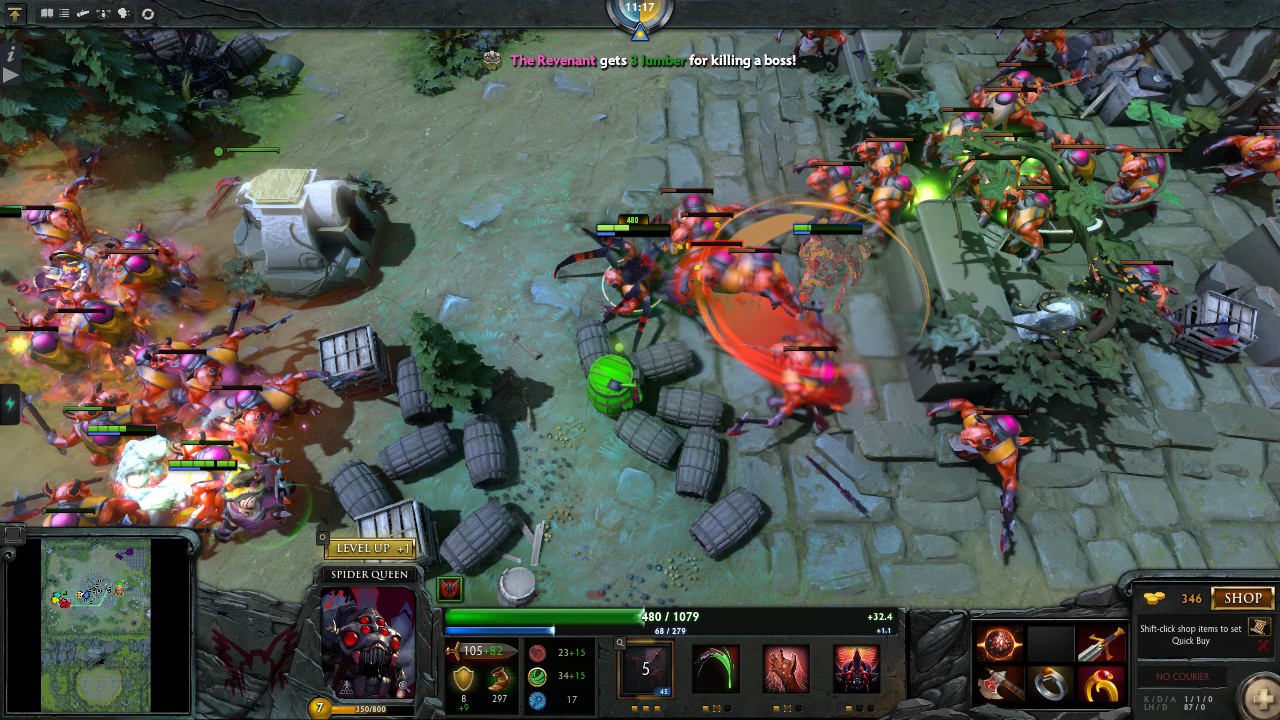 11:17
The Revenant gets 3 lumber for killing a boss!
480
LEVEL UP +1
SPIDER QUEEN
7
350/800
480 / 1079
+32.4
68 / 279
+1.1
105+82
8
+9
297
23+15
34+15
17
Q
5
45
346
SHOP
Shift-click shop items to set
Quick Buy
NO COURIER
K / D / A 1/1/0
LH / D 87/0